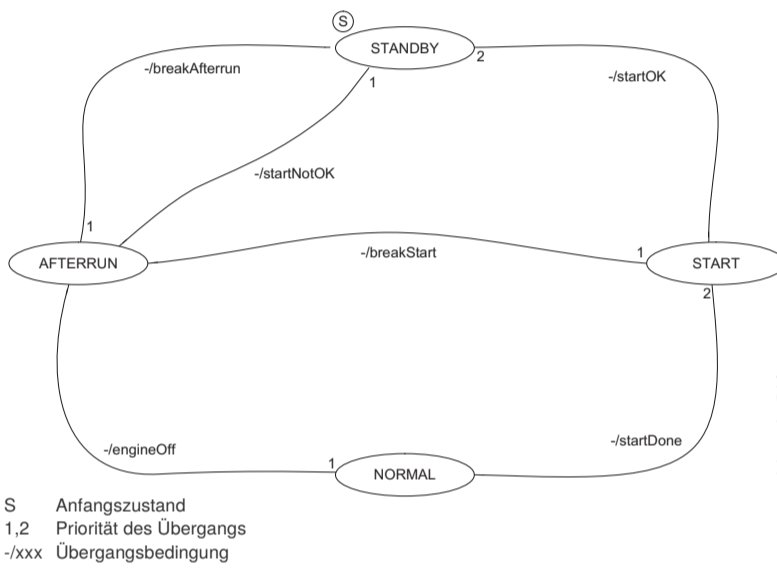 S
STANDBY
2
-/breakAfterrun
-/startOK
1
-/startNotOK
1
AFTERRUN
-/breakStart
1
START
2
-/engineOff
-/startDone
1
NORMAL
S Anfangszustand
1,2 Priorität des Übergangs
-/xxx Übergangsbedingung